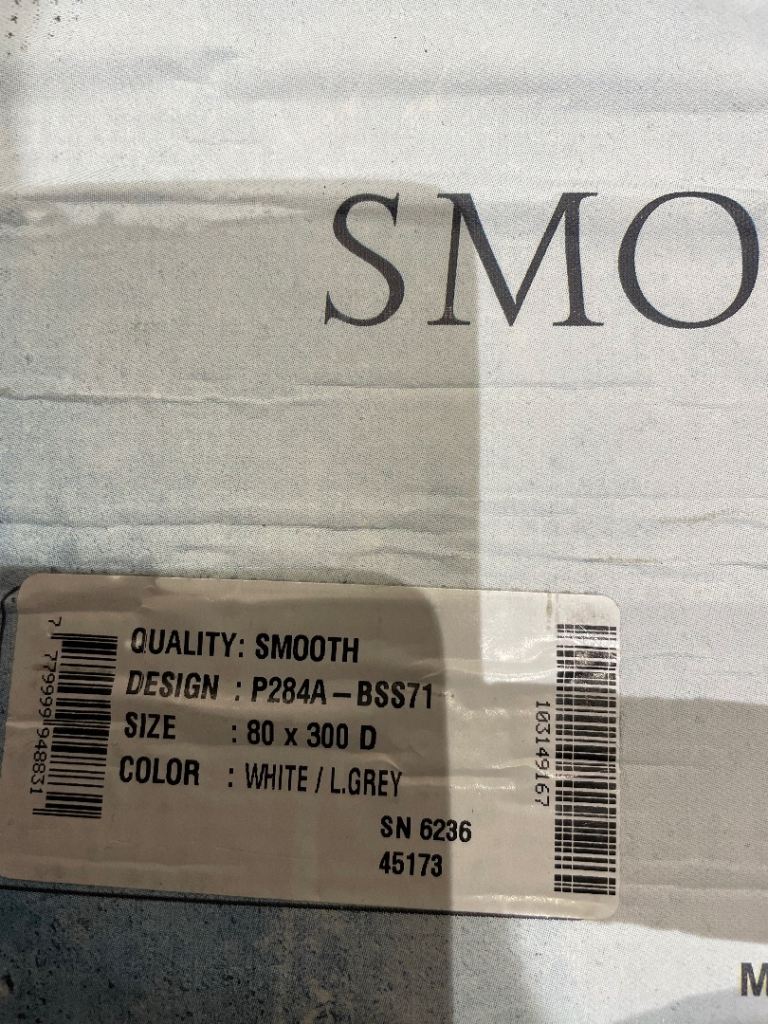 SMO
QUALITY: SMOOTH
DESIGN : P284A – BSS71
SIZE : 80 x 300 D
COLOR : WHITE / L.GREY
SN 6236
45173
7 779999 948831
103149167
M